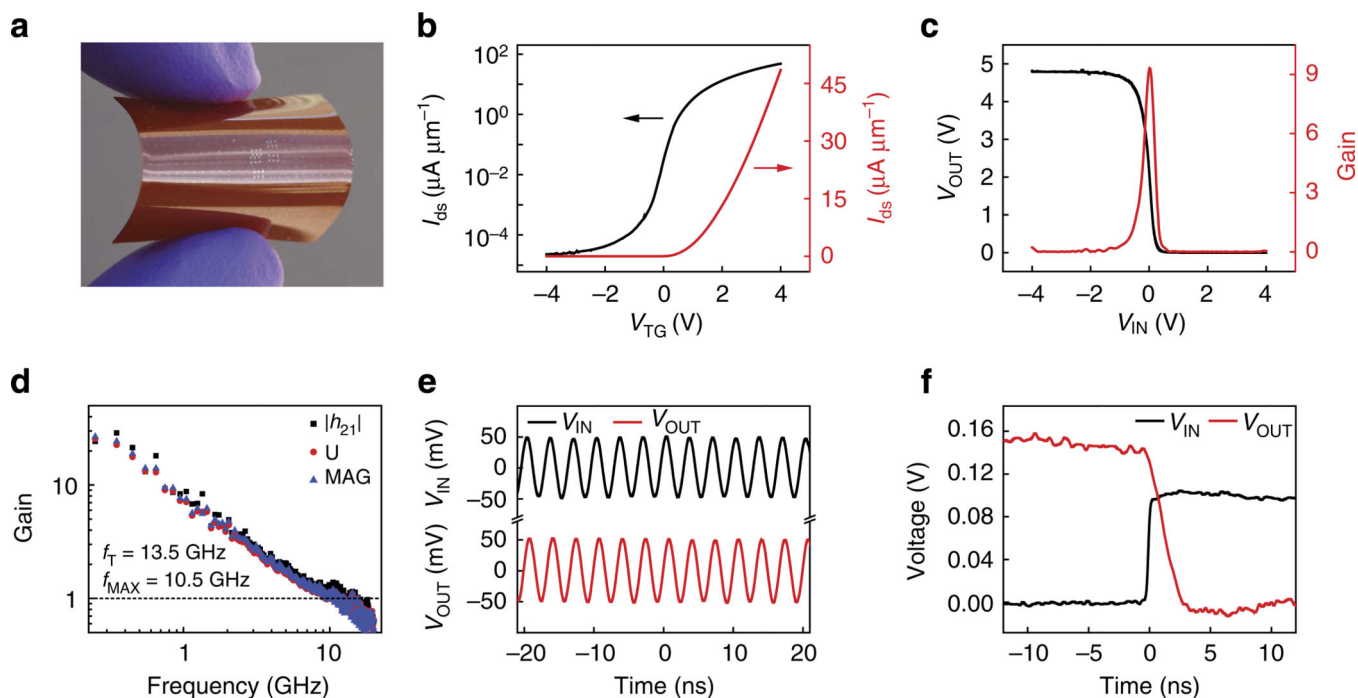 a
b
10² 10⁰ 10⁻² 10⁻⁴
I_ds (μA μm⁻¹)
45 30 15 0
I_ds (μA μm⁻¹)
−4 −2 0 2 4
V_TG (V)
c
5 4 3 2 1 0
V_OUT (V)
9 6 3 0
Gain
−4 −2 0 2 4
V_IN (V)
d
|h₂₁|
U
MAG
10
1
Gain
f_T = 13.5 GHz
f_MAX = 10.5 GHz
1 10
Frequency (GHz)
e
V_IN V_OUT
50 0 −50
V_IN (mV)
50 0 −50
V_OUT (mV)
−20 −10 0 10 20
Time (ns)
f
V_IN V_OUT
0.16 0.12 0.08 0.04 0.00
Voltage (V)
−10 −5 0 5 10
Time (ns)